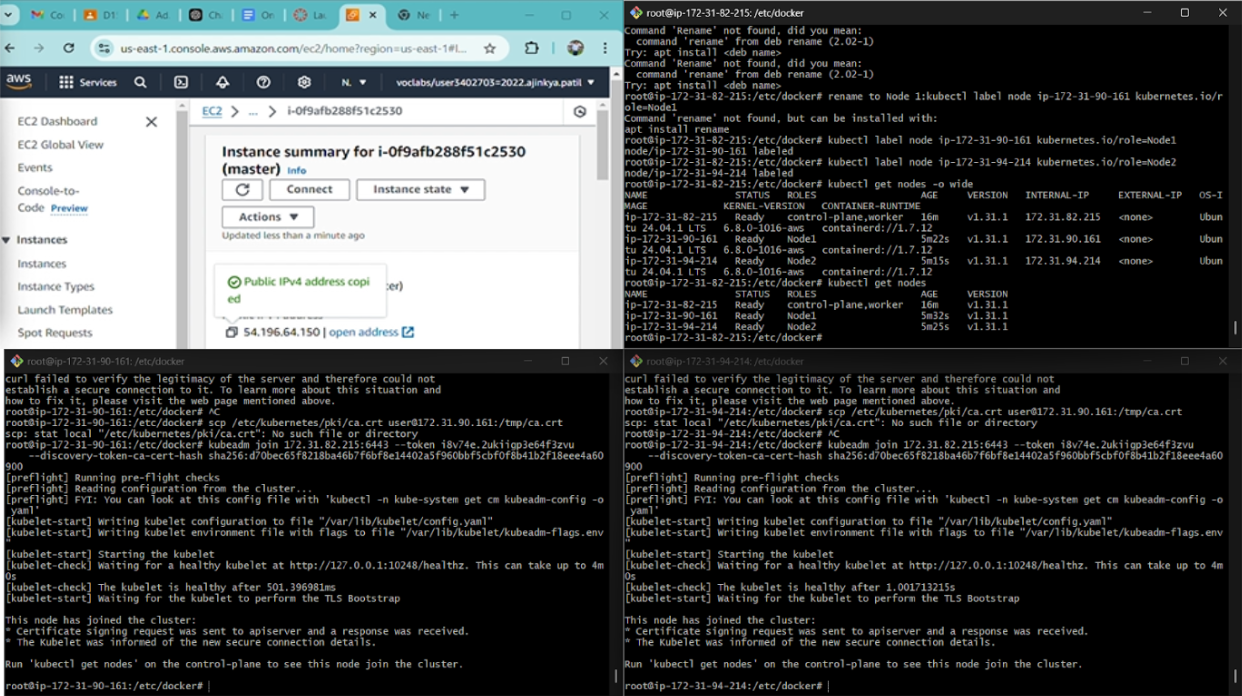 Co
D1
Ad
Ch
On
Lau
Ne
us-east-1.console.aws.amazon.com/ec2/home?region=us-east-1#I...
aws
Services
N. ▼
voclabs/user3402703=2022.ajinkya.patil ▼
EC2 Dashboard
EC2 Global View
Events
Console-to-
Code Preview
Instances
Instances
Instance Types
Launch Templates
Spot Requests
EC2 > ... > i-0f9afb288f51c2530
Instance summary for i-0f9afb288f51c2530
(master) Info
Connect
Instance state ▼
Actions ▼
Updated less than a minute ago
Public IPv4 address copi
ed
54.196.64.150 | open address
root@ip-172-31-82-215: /etc/docker
Command 'Rename' not found, did you mean:
command 'rename' from deb rename (2.02-1)
Try: apt install <deb name>
Command 'Rename' not found, did you mean:
command 'rename' from deb rename (2.02-1)
Try: apt install <deb name>
root@ip-172-31-82-215:/etc/docker# rename to Node 1:kubectl label node ip-172-31-90-161 kubernetes.io/r
ole=Node1
Command 'rename' not found, but can be installed with:
apt install rename
root@ip-172-31-82-215:/etc/docker# kubectl label node ip-172-31-90-161 kubernetes.io/role=Node1
node/ip-172-31-90-161 labeled
root@ip-172-31-82-215:/etc/docker# kubectl label node ip-172-31-94-214 kubernetes.io/role=Node2
node/ip-172-31-94-214 labeled
root@ip-172-31-82-215:/etc/docker# kubectl get nodes -o wide
NAME STATUS ROLES AGE VERSION INTERNAL-IP EXTERNAL-IP OS-I
MAGE KERNEL-VERSION CONTAINER-RUNTIME
ip-172-31-82-215 Ready control-plane,worker 16m v1.31.1 172.31.82.215 <none> Ubun
tu 24.04.1 LTS 6.8.0-1016-aws containerd://1.7.12
ip-172-31-90-161 Ready Node1 5m22s v1.31.1 172.31.90.161 <none> Ubun
tu 24.04.1 LTS 6.8.0-1016-aws containerd://1.7.12
ip-172-31-94-214 Ready Node2 5m15s v1.31.1 172.31.94.214 <none> Ubun
tu 24.04.1 LTS 6.8.0-1016-aws containerd://1.7.12
root@ip-172-31-82-215:/etc/docker# kubectl get nodes
NAME STATUS ROLES AGE VERSION
ip-172-31-82-215 Ready control-plane,worker 16m v1.31.1
ip-172-31-90-161 Ready Node1 5m32s v1.31.1
ip-172-31-94-214 Ready Node2 5m25s v1.31.1
root@ip-172-31-82-215:/etc/docker#
root@ip-172-31-90-161: /etc/docker
curl failed to verify the legitimacy of the server and therefore could not
establish a secure connection to it. To learn more about this situation and
how to fix it, please visit the web page mentioned above.
root@ip-172-31-90-161:/etc/docker# ^C
root@ip-172-31-90-161:/etc/docker# scp /etc/kubernetes/pki/ca.crt user@172.31.90.161:/tmp/ca.crt
scp: stat local "/etc/kubernetes/pki/ca.crt": No such file or directory
root@ip-172-31-90-161:/etc/docker# kubeadm join 172.31.82.215:6443 --token i8v74e.2ukiigp3e64f3zvu
--discovery-token-ca-cert-hash sha256:d70bec65f8218ba46b7f6bf8e14402a5f960bbf5cbf0f8b41b2f18eee4a60
900
[preflight] Running pre-flight checks
[preflight] Reading configuration from the cluster...
[preflight] FYI: You can look at this config file with 'kubectl -n kube-system get cm kubeadm-config -o
yaml'
[kubelet-start] Writing kubelet configuration to file "/var/lib/kubelet/config.yaml"
[kubelet-start] Writing kubelet environment file with flags to file "/var/lib/kubelet/kubeadm-flags.env
"
[kubelet-start] Starting the kubelet
[kubelet-check] Waiting for a healthy kubelet at http://127.0.0.1:10248/healthz. This can take up to 4m
0s
[kubelet-check] The kubelet is healthy after 501.396981ms
[kubelet-start] Waiting for the kubelet to perform the TLS Bootstrap
This node has joined the cluster:
* Certificate signing request was sent to apiserver and a response was received.
* The Kubelet was informed of the new secure connection details.
Run 'kubectl get nodes' on the control-plane to see this node join the cluster.
root@ip-172-31-90-161:/etc/docker#
root@ip-172-31-94-214: /etc/docker
curl failed to verify the legitimacy of the server and therefore could not
establish a secure connection to it. To learn more about this situation and
how to fix it, please visit the web page mentioned above.
root@ip-172-31-94-214:/etc/docker# scp /etc/kubernetes/pki/ca.crt user@172.31.90.161:/tmp/ca.crt
scp: stat local "/etc/kubernetes/pki/ca.crt": No such file or directory
root@ip-172-31-94-214:/etc/docker# ^C
root@ip-172-31-94-214:/etc/docker# kubeadm join 172.31.82.215:6443 --token i8v74e.2ukiigp3e64f3zvu
--discovery-token-ca-cert-hash sha256:d70bec65f8218ba46b7f6bf8e14402a5f960bbf5cbf0f8b41b2f18eee4a60
900
[preflight] Running pre-flight checks
[preflight] Reading configuration from the cluster...
[preflight] FYI: You can look at this config file with 'kubectl -n kube-system get cm kubeadm-config -o
yaml'
[kubelet-start] Writing kubelet configuration to file "/var/lib/kubelet/config.yaml"
[kubelet-start] Writing kubelet environment file with flags to file "/var/lib/kubelet/kubeadm-flags.env
"
[kubelet-start] Starting the kubelet
[kubelet-check] Waiting for a healthy kubelet at http://127.0.0.1:10248/healthz. This can take up to 4m
0s
[kubelet-check] The kubelet is healthy after 1.001713215s
[kubelet-start] Waiting for the kubelet to perform the TLS Bootstrap
This node has joined the cluster:
* Certificate signing request was sent to apiserver and a response was received.
* The Kubelet was informed of the new secure connection details.
Run 'kubectl get nodes' on the control-plane to see this node join the cluster.
root@ip-172-31-94-214:/etc/docker#